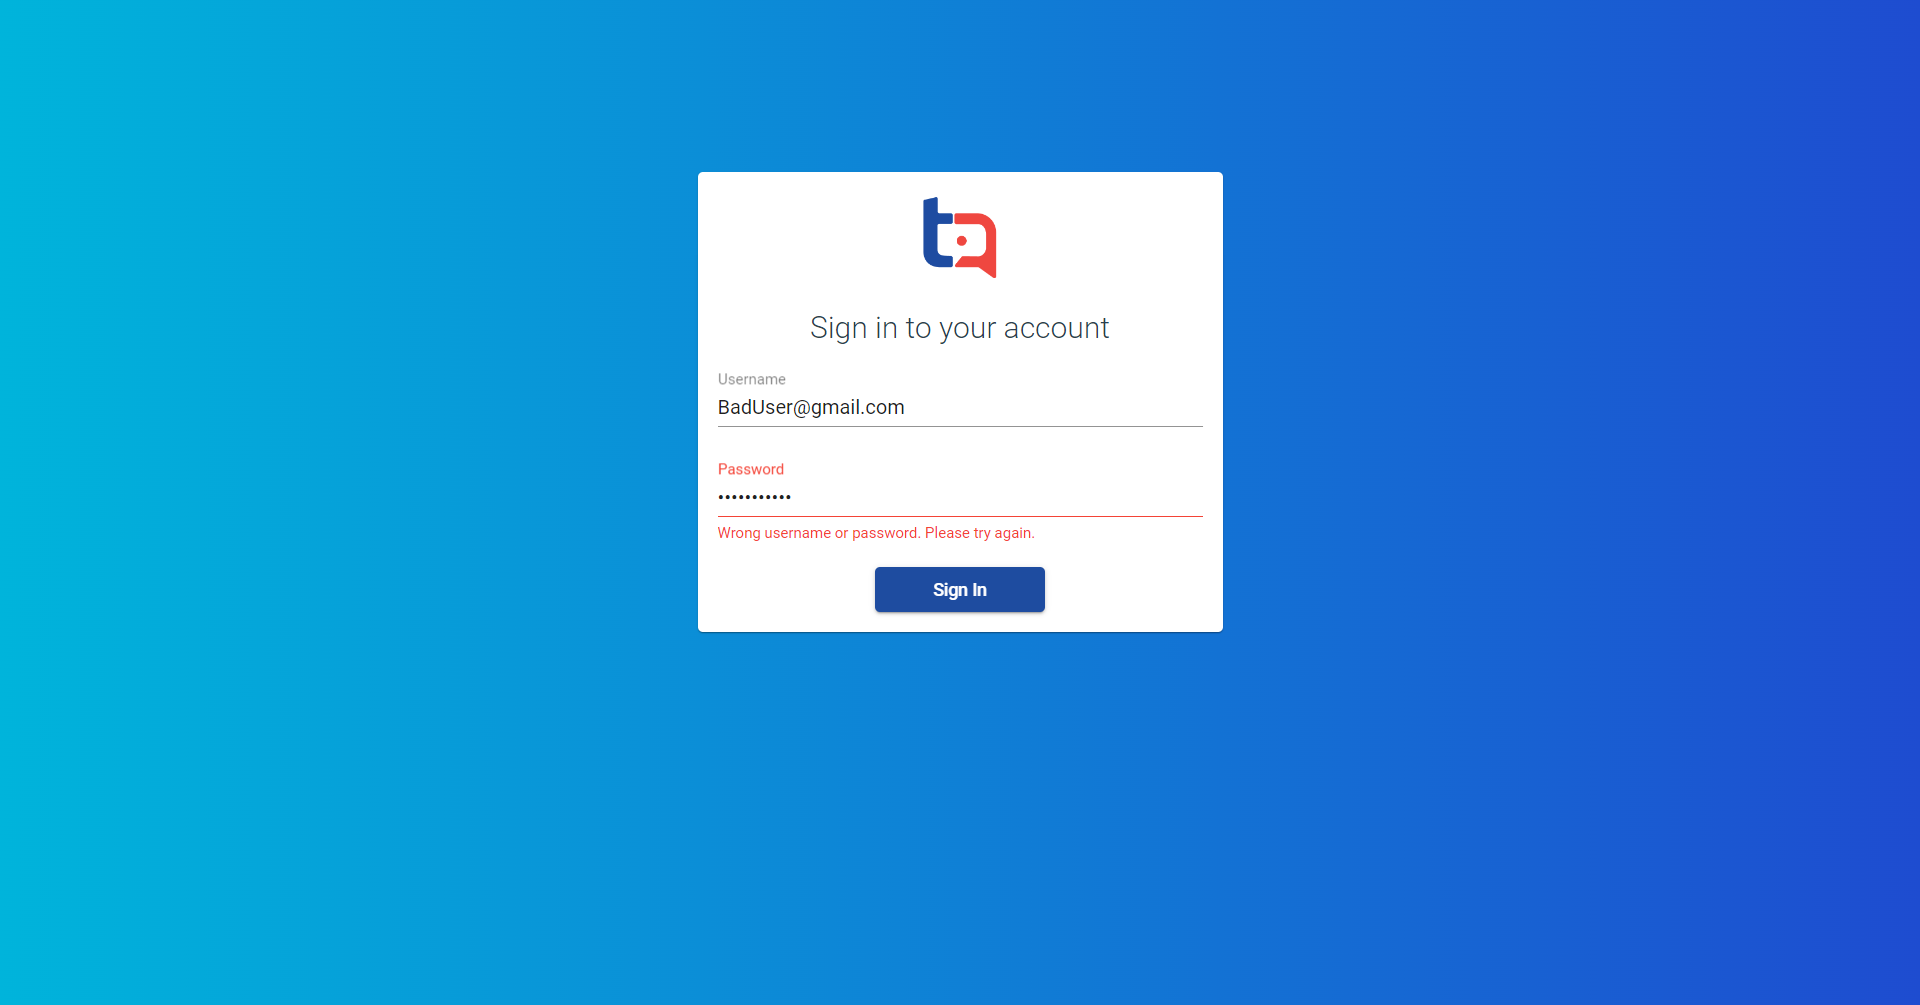 Sign in to your account
Username
BadUser@gmail.com
Password
•••••••••••
Wrong username or password. Please try again.
Sign In